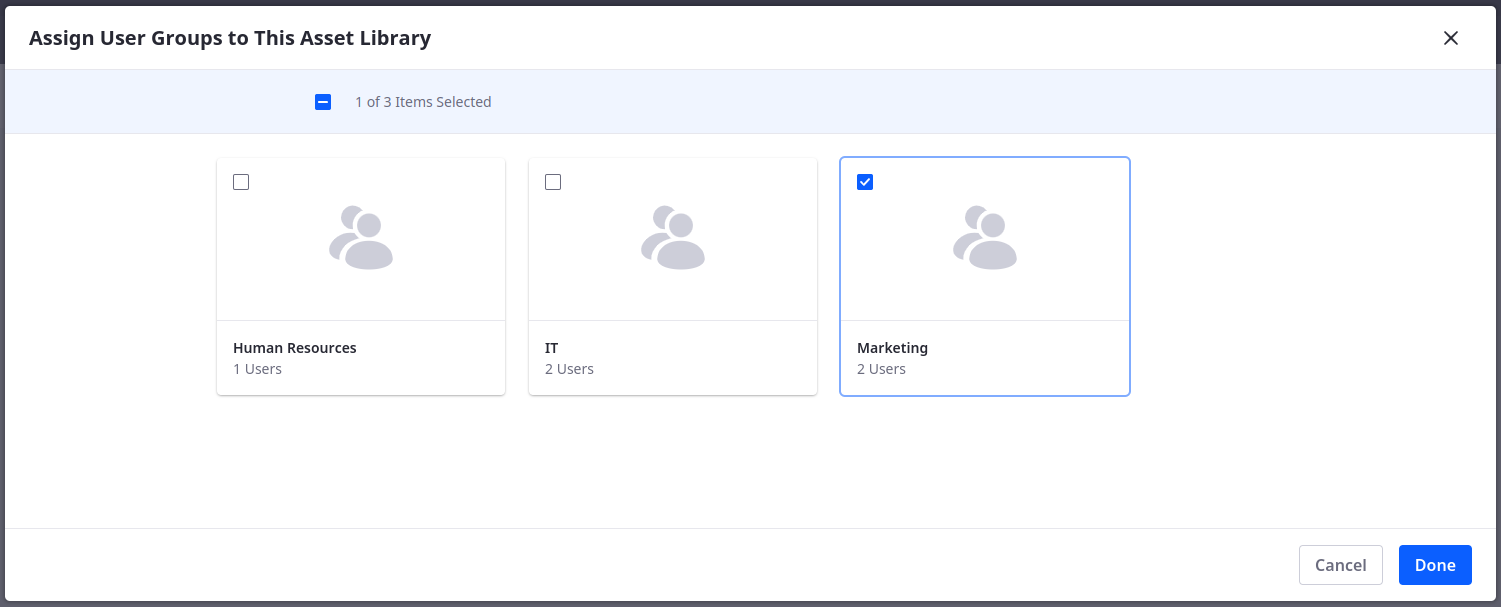 Assign User Groups to This Asset Library
1 of 3 Items Selected
Human Resources
1 Users
IT
2 Users
Marketing
2 Users
Cancel
Done